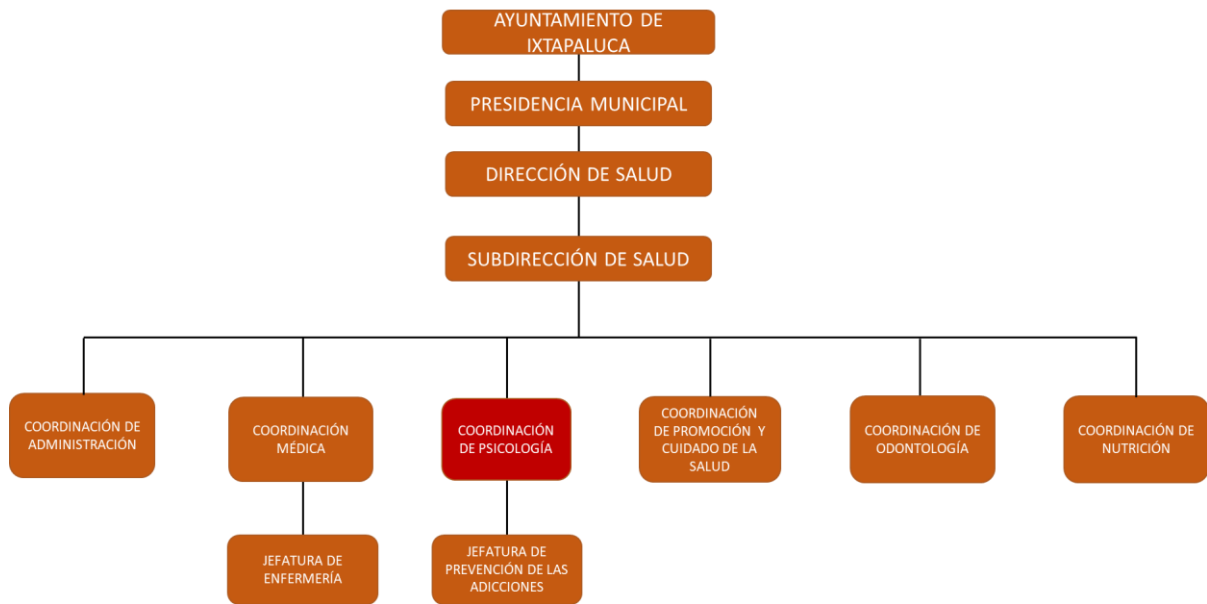 AYUNTAMIENTO DE
IXTAPALUCA
PRESIDENCIA MUNICIPAL
DIRECCIÓN DE SALUD
SUBDIRECCIÓN DE SALUD
COORDINACIÓN DE
ADMINISTRACIÓN
COORDINACIÓN
MÉDICA
COORDINACIÓN
DE PSICOLOGÍA
COORDINACIÓN
DE PROMOCIÓN Y
CUIDADO DE LA
SALUD
COORDINACIÓN DE
ODONTOLOGÍA
COORDINACIÓN DE
NUTRICIÓN
JEFATURA DE
ENFERMERÍA
JEFATURA DE
PREVENCIÓN DE LAS
ADICCIONES